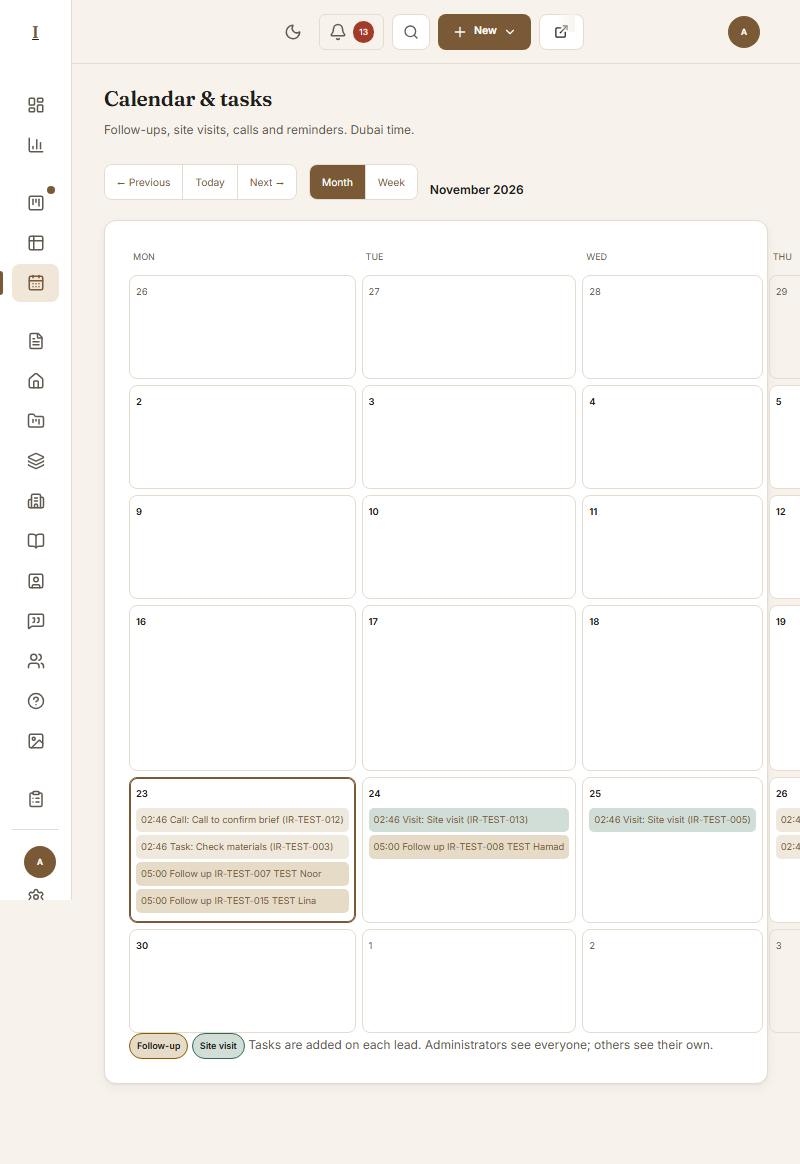 I
13
New
A
Calendar & tasks
Follow-ups, site visits, calls and reminders. Dubai time.
← Previous
Today
Next →
Month
Week
November 2026
MON
TUE
WED
THU
26
27
28
29
2
3
4
5
9
10
11
12
16
17
18
19
23
02:46 Call: Call to confirm brief (IR-TEST-012)
02:46 Task: Check materials (IR-TEST-003)
05:00 Follow up IR-TEST-007 TEST Noor
05:00 Follow up IR-TEST-015 TEST Lina
24
02:46 Visit: Site visit (IR-TEST-013)
05:00 Follow up IR-TEST-008 TEST Hamad
25
02:46 Visit: Site visit (IR-TEST-005)
26
30
1
2
3
Follow-up
Site visit
Tasks are added on each lead. Administrators see everyone; others see their own.
A